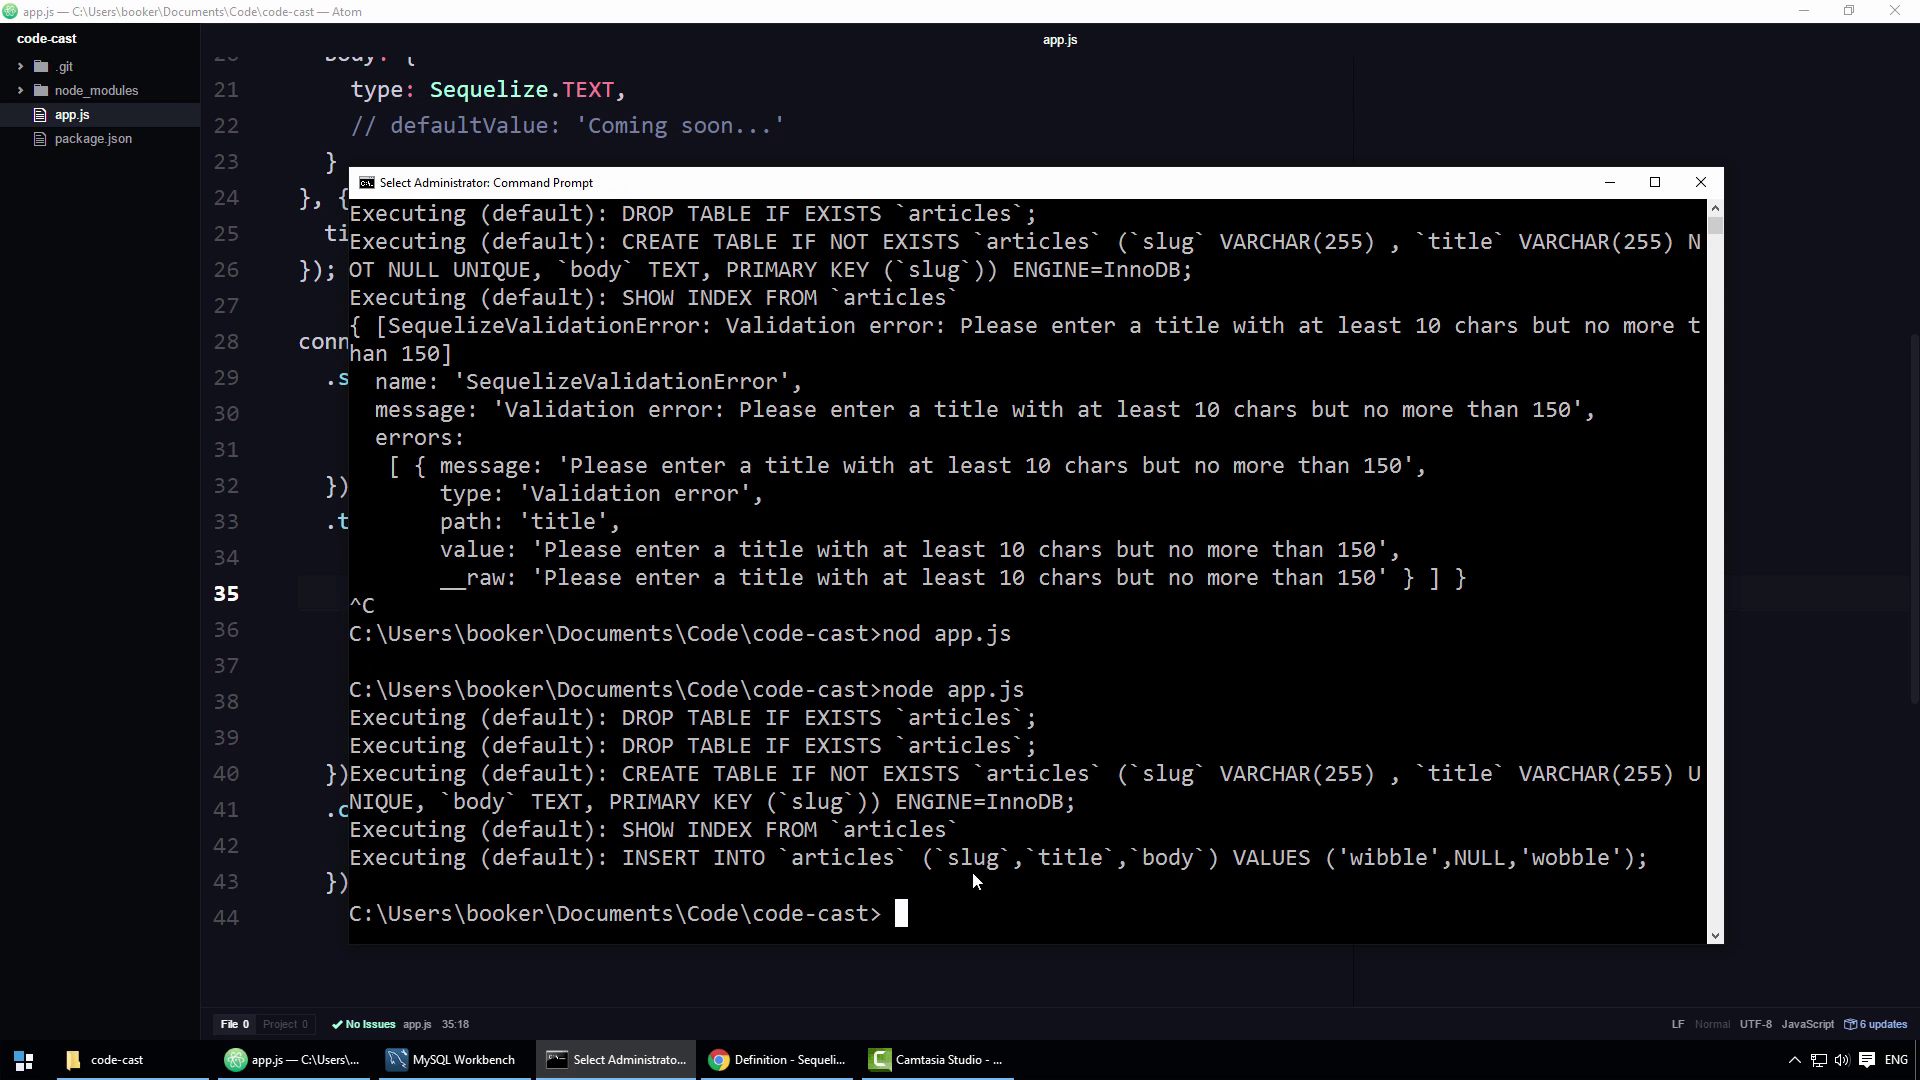 app.js — C:\Users\booker\Documents\Code\code-cast — Atom
code-cast
.git
node_modules
app.js
package.json
app.js
20 body: {
21 type: Sequelize.TEXT,
22 // defaultValue: 'Coming soon...'
23 }
24 }, {
25 ti
26 });
27
28 conn
29 .s
30
31
32 })
33 .t
34
35
36
37
38
39
40 })
41 .c
42
43 })
44
Select Administrator: Command Prompt
Executing (default): DROP TABLE IF EXISTS `articles`;
Executing (default): CREATE TABLE IF NOT EXISTS `articles` (`slug` VARCHAR(255) , `title` VARCHAR(255) N
OT NULL UNIQUE, `body` TEXT, PRIMARY KEY (`slug`)) ENGINE=InnoDB;
Executing (default): SHOW INDEX FROM `articles`
{ [SequelizeValidationError: Validation error: Please enter a title with at least 10 chars but no more t
han 150]
name: 'SequelizeValidationError',
message: 'Validation error: Please enter a title with at least 10 chars but no more than 150',
errors:
[ { message: 'Please enter a title with at least 10 chars but no more than 150',
type: 'Validation error',
path: 'title',
value: 'Please enter a title with at least 10 chars but no more than 150',
__raw: 'Please enter a title with at least 10 chars but no more than 150' } ] }
^C
C:\Users\booker\Documents\Code\code-cast>nod app.js
C:\Users\booker\Documents\Code\code-cast>node app.js
Executing (default): DROP TABLE IF EXISTS `articles`;
Executing (default): DROP TABLE IF EXISTS `articles`;
Executing (default): CREATE TABLE IF NOT EXISTS `articles` (`slug` VARCHAR(255) , `title` VARCHAR(255) U
NIQUE, `body` TEXT, PRIMARY KEY (`slug`)) ENGINE=InnoDB;
Executing (default): SHOW INDEX FROM `articles`
Executing (default): INSERT INTO `articles` (`slug`,`title`,`body`) VALUES ('wibble',NULL,'wobble');
C:\Users\booker\Documents\Code\code-cast>
File 0 Project 0 No Issues app.js 35:18 LF Normal UTF-8 JavaScript 6 updates
code-cast app.js — C:\Users\... MySQL Workbench Select Administrato... Definition - Sequeli... Camtasia Studio - ... ENG